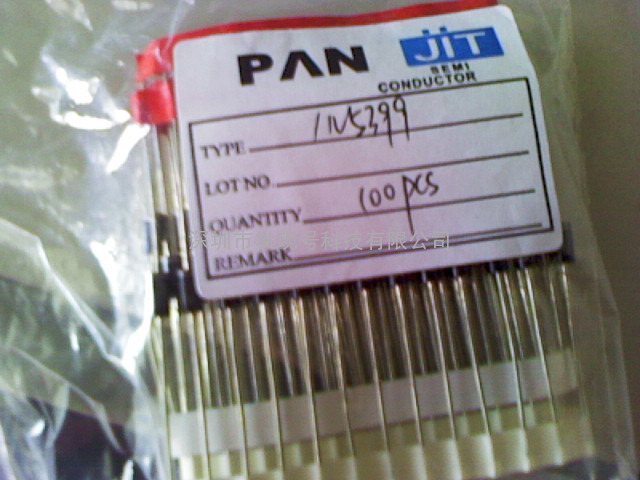 PAN JiT
SEMI
CONDUCTOR
TYPE 1N5399
LOT NO.
QUANTITY 100 pcs
深圳市 科技有限公司
REMARK